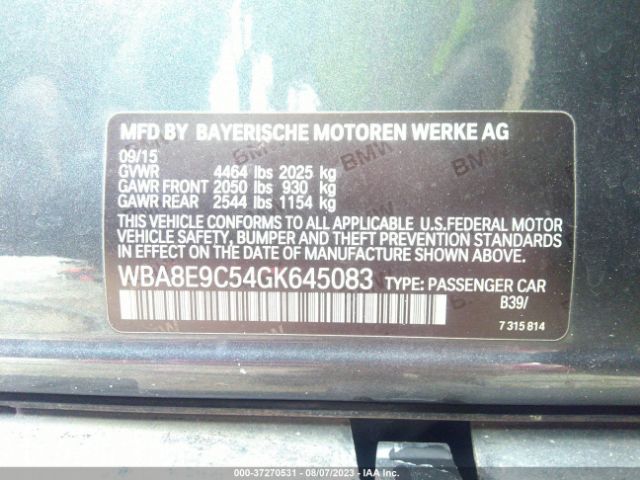 MFD BY BAYERISCHE MOTOREN WERKE AG
09/15
GVWR 4464 lbs 2025 kg
GAWR FRONT 2050 lbs 930 kg
GAWR REAR 2544 lbs 1154 kg
THIS VEHICLE CONFORMS TO ALL APPLICABLE U.S.FEDERAL MOTOR
VEHICLE SAFETY, BUMPER AND THEFT PREVENTION STANDARDS
IN EFFECT ON THE DATE OF MANUFACTURE SHOWN ABOVE.
WBA8E9C54GK645083 TYPE: PASSENGER CAR
B39/
7 315 814
000-37270531 - 08/07/2023 - IAA Inc.